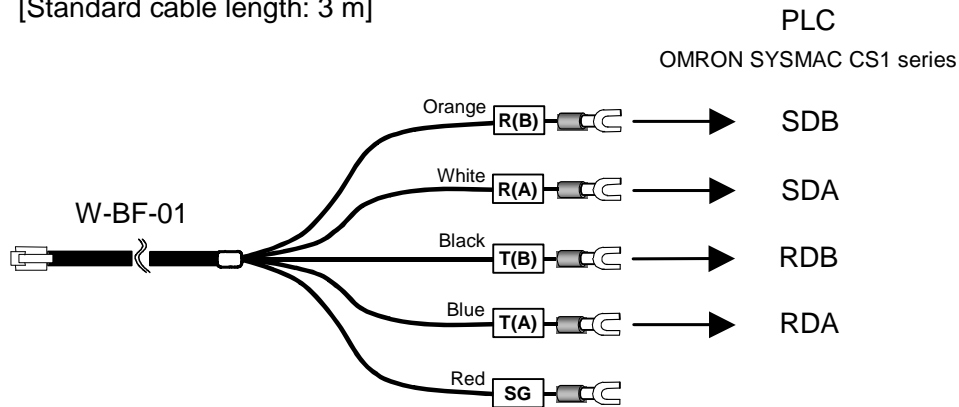 [Standard cable length: 3 m]
PLC
OMRON SYSMAC CS1 series
Orange R(B) SDB
White R(A) SDA
W-BF-01
Black T(B) RDB
Blue T(A) RDA
Red SG